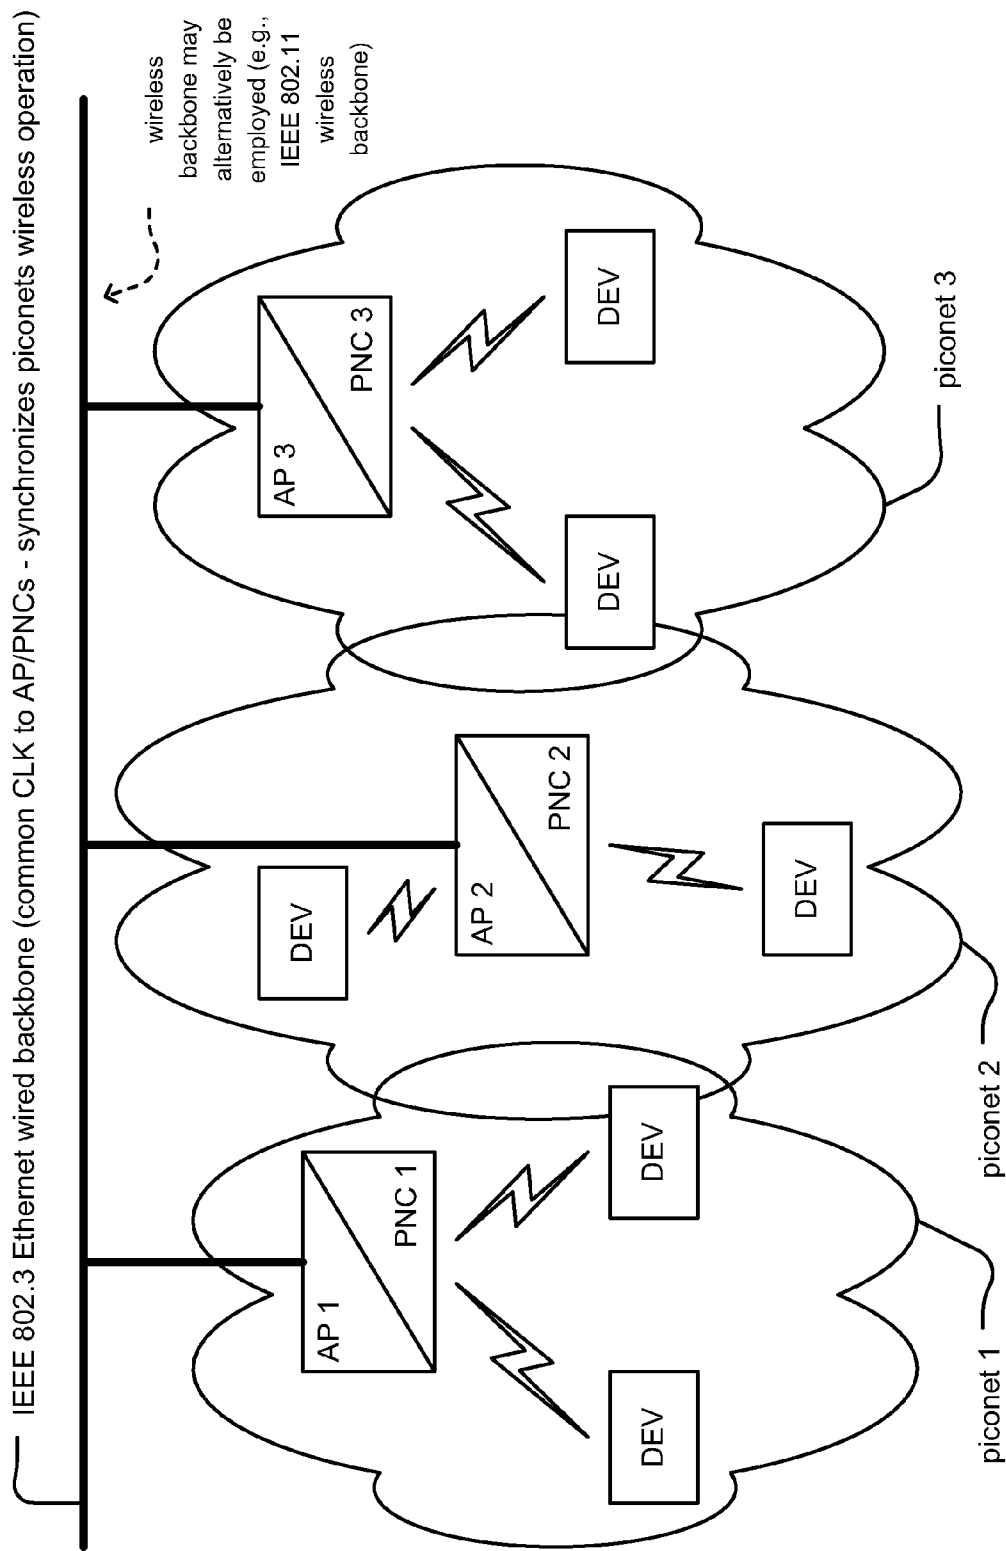 IEEE 802.3 Ethernet wired backbone (common CLK to AP/PNCs - synchronizes piconets wireless operation)
wireless
backbone may
alternatively be
employed (e.g.,
IEEE 802.11
wireless
backbone)
AP 1
PNC 1
DEV
DEV
piconet 1
DEV
AP 2
PNC 2
DEV
piconet 2
AP 3
PNC 3
DEV
DEV
piconet 3